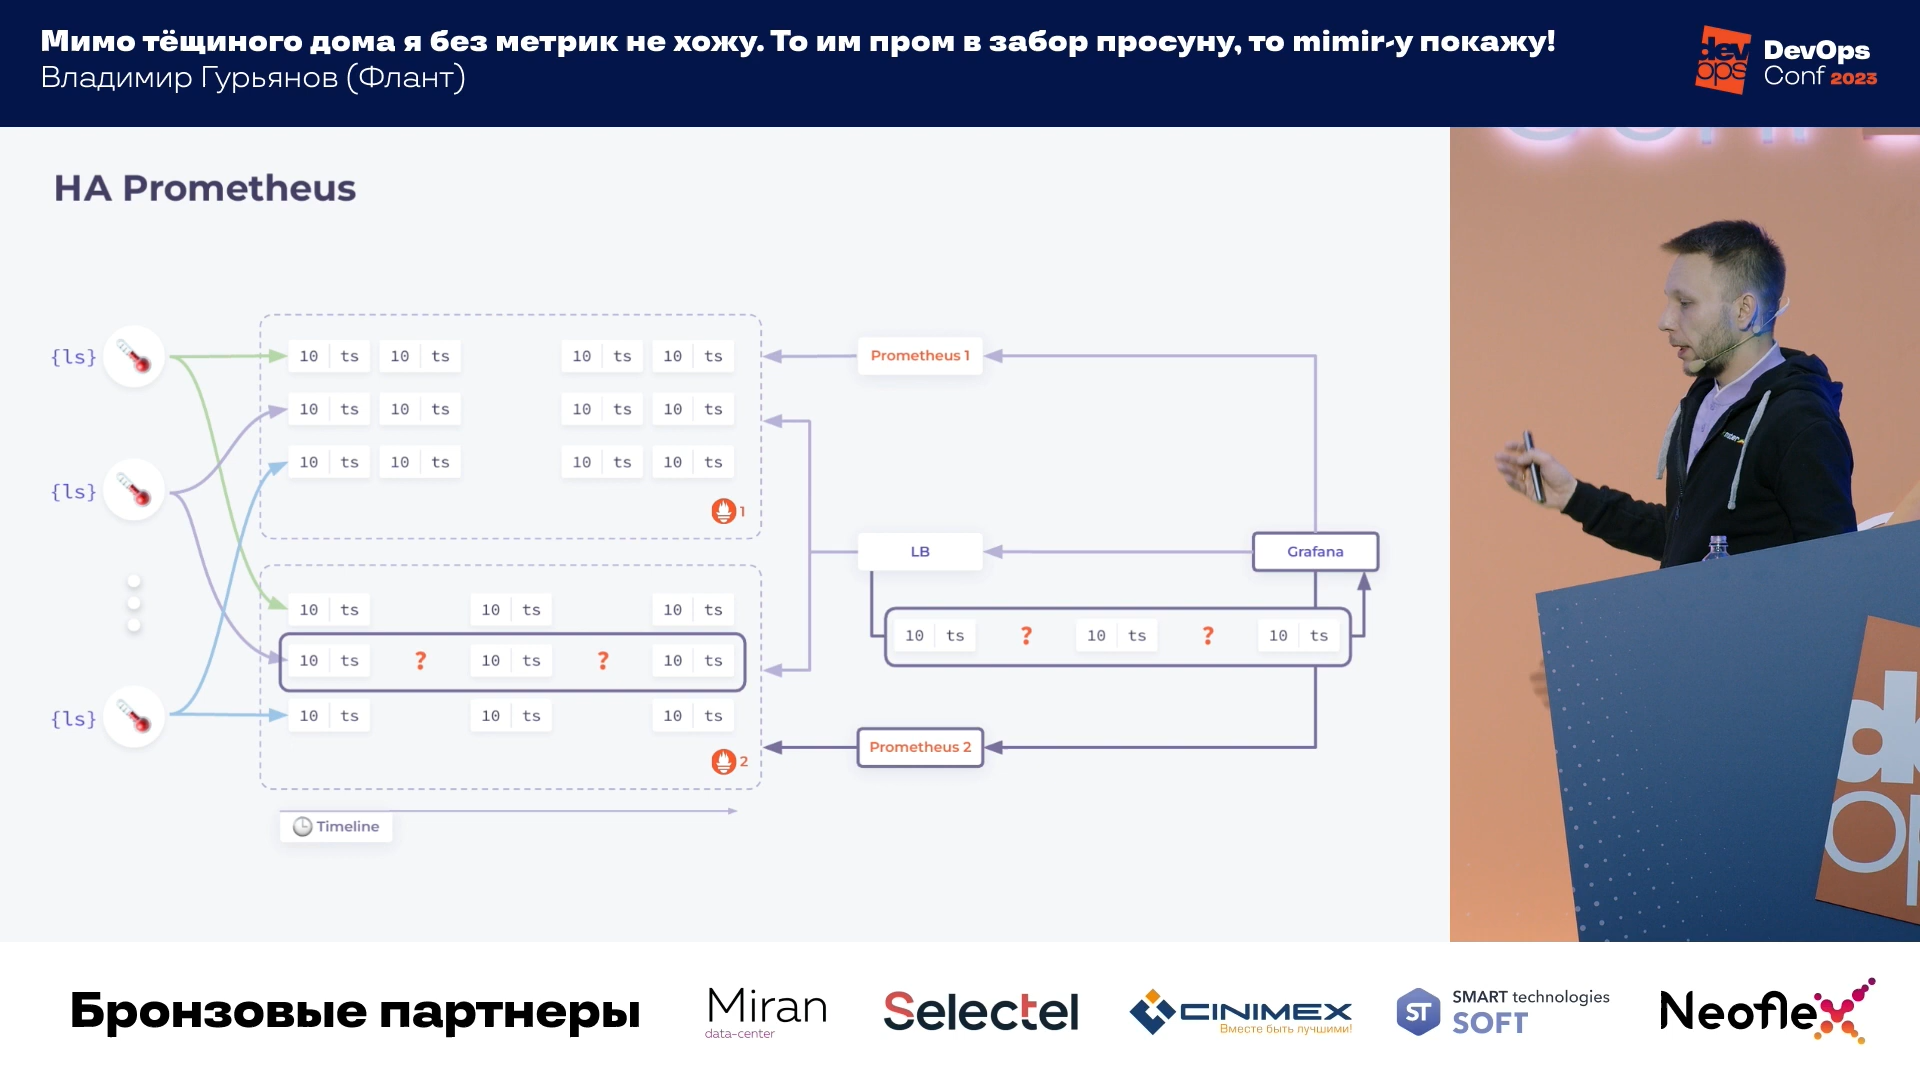 Мимо тёщиного дома я без метрик не хожу. То им пром в забор просуну, то mimir-у покажу!
Владимир Гурьянов (Флант)
dev
ops
DevOps
Conf 2023
HA Prometheus
{ls}
10 ts 10 ts 10 ts 10 ts
Prometheus 1
10 ts 10 ts 10 ts 10 ts
10 ts 10 ts 10 ts 10 ts
{ls}
1
LB
Grafana
10 ts 10 ts 10 ts
10 ts ? 10 ts ? 10 ts
10 ts ? 10 ts ? 10 ts
{ls}
10 ts 10 ts 10 ts
Prometheus 2
2
Timeline
Бронзовые партнеры
Miran
data-center
Selectel
CINIMEX
Вместе быть лучшими!
ST
SMART technologies
SOFT
Neoflex